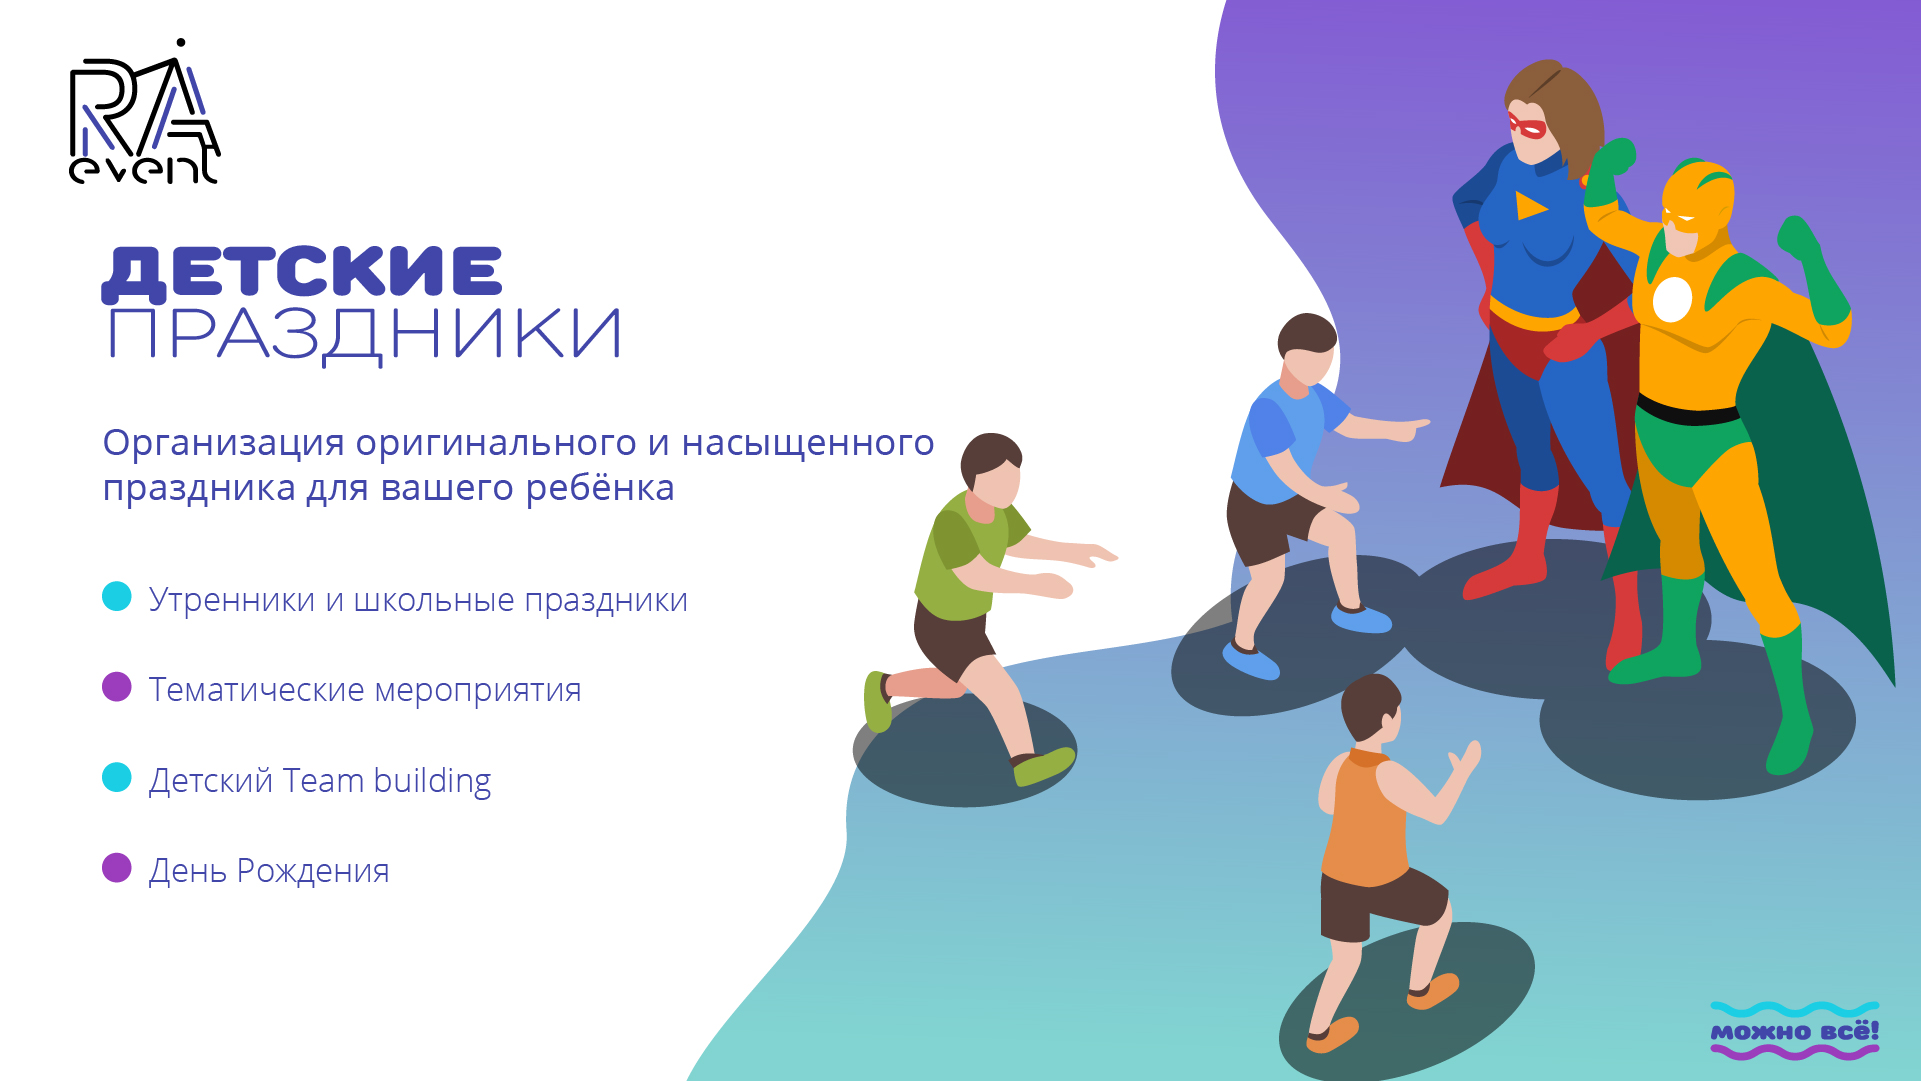 RA
event
ДЕТСКИЕ
ПРАЗДНИКИ
Организация оригинального и насыщенного
праздника для вашего ребёнка
Утренники и школьные праздники
Тематические мероприятия
Детский Team building
День Рождения
МОЖНО ВСЁ!